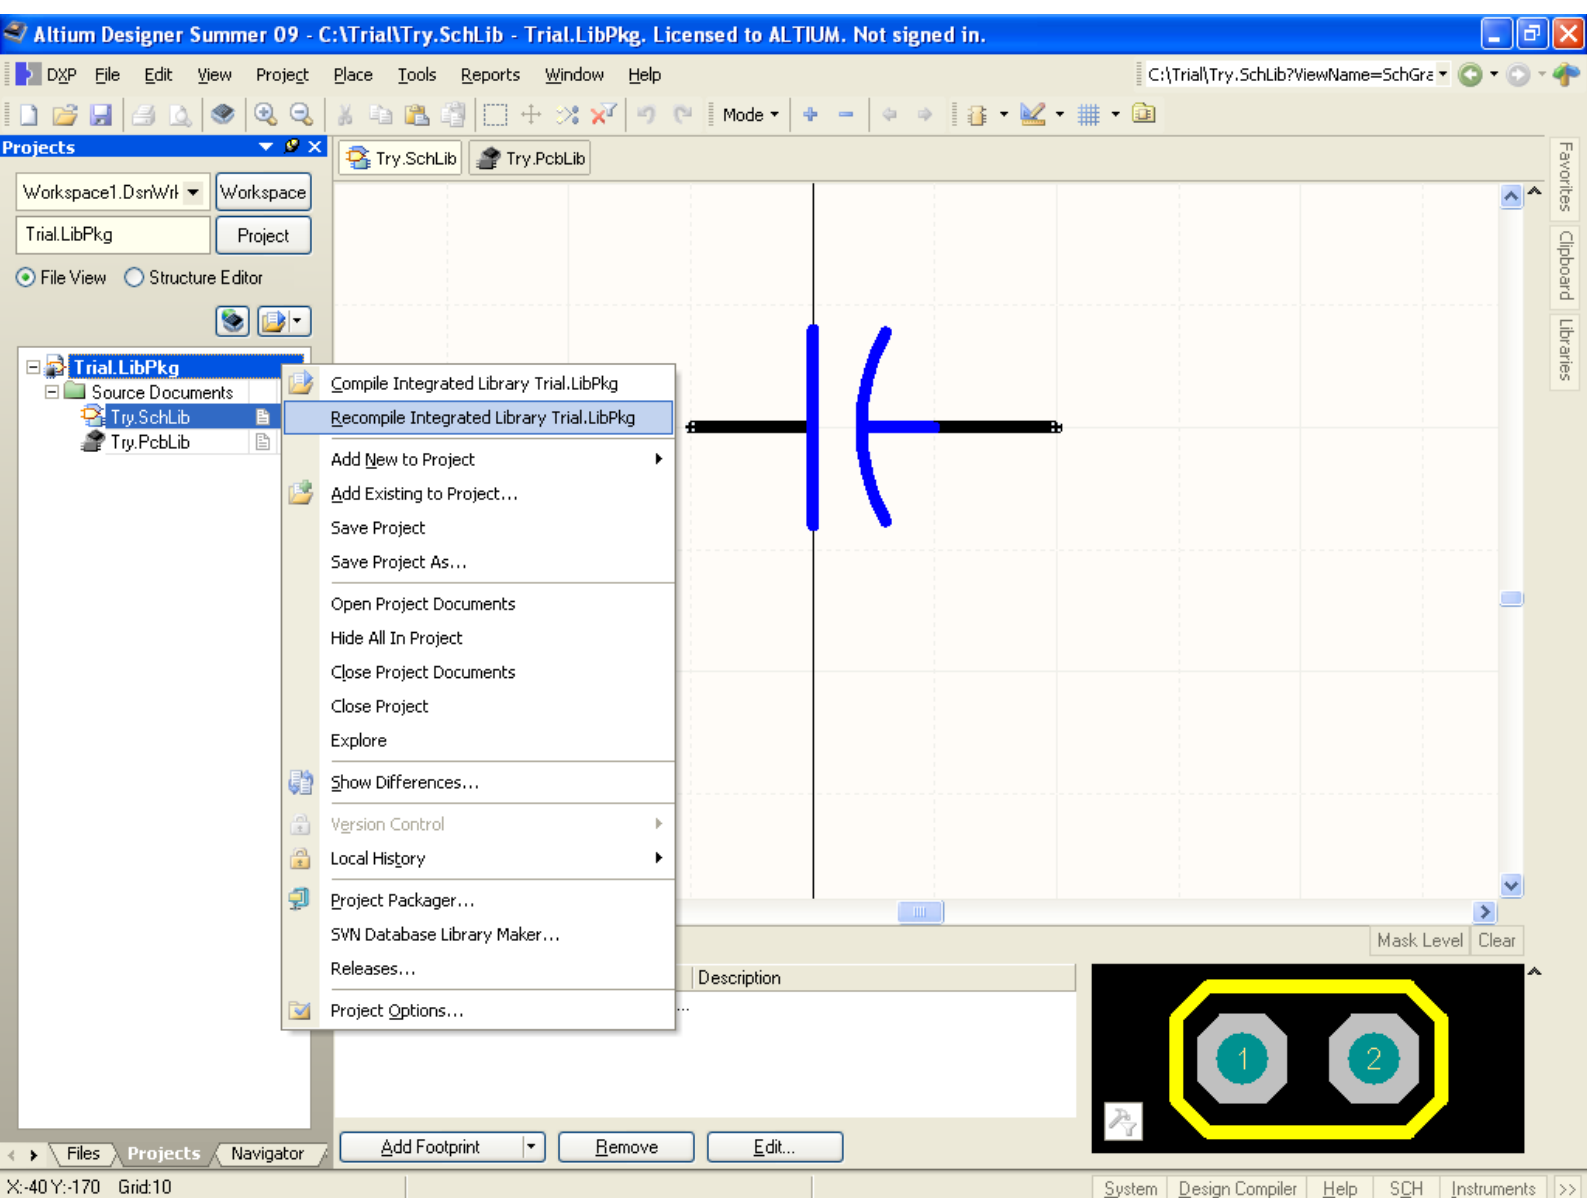 Altium Designer Summer 09 - C:\Trial\Try.SchLib - Trial.LibPkg. Licensed to ALTIUM. Not signed in.
DXP File Edit View Project Place Tools Reports Window Help
C:\Trial\Try.SchLib?ViewName=SchGra
Mode
Projects
Try.SchLib Try.PcbLib
Workspace1.DsnWrk Workspace
Trial.LibPkg Project
File View Structure Editor
Trial.LibPkg
Source Documents
Try.SchLib
Try.PcbLib
Compile Integrated Library Trial.LibPkg
Recompile Integrated Library Trial.LibPkg
Add New to Project
Add Existing to Project...
Save Project
Save Project As...
Open Project Documents
Hide All In Project
Close Project Documents
Close Project
Explore
Show Differences...
Version Control
Local History
Project Packager...
SVN Database Library Maker...
Releases...
Project Options...
Favorites
Clipboard
Libraries
Mask Level Clear
Description
...
1 2
Add Footprint Remove Edit...
Files Projects Navigator
X:-40 Y:-170 Grid:10
System Design Compiler Help SCH Instruments >>